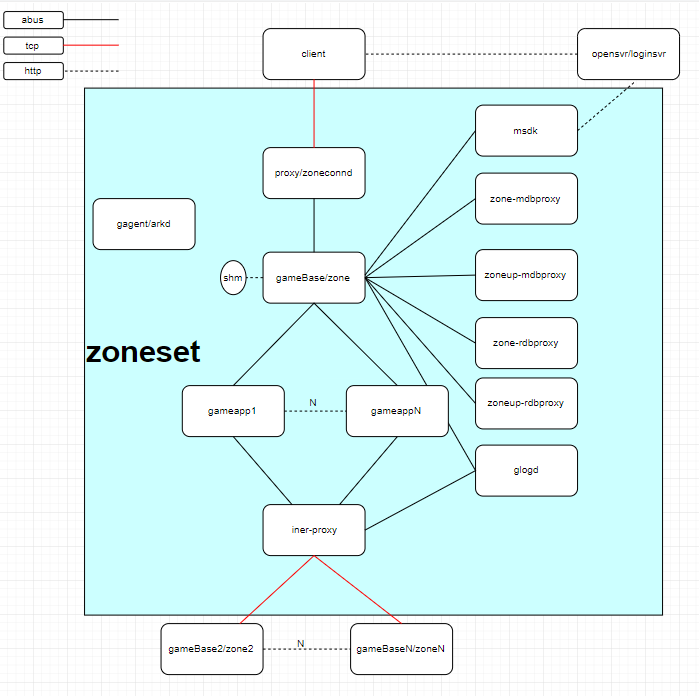 abus
tcp
http
client
opensvr/loginsvr
msdk
proxy/zoneconnd
zone-mdbproxy
gagent/arkd
shm
gameBase/zone
zoneup-mdbproxy
zone-rdbproxy
zoneset
gameapp1
N
gameappN
zoneup-rdbproxy
glogd
iner-proxy
gameBase2/zone2
N
gameBaseN/zoneN